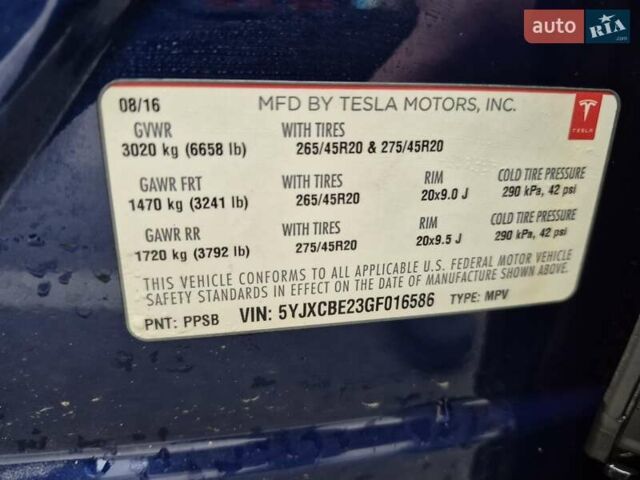 auto RIA.com
08/16 MFD BY TESLA MOTORS, INC.
GVWR WITH TIRES
3020 kg (6658 lb) 265/45R20 & 275/45R20
TESLA
GAWR FRT WITH TIRES RIM COLD TIRE PRESSURE
1470 kg (3241 lb) 265/45R20 20x9.0 J 290 kPa, 42 psi
GAWR RR WITH TIRES RIM COLD TIRE PRESSURE
1720 kg (3792 lb) 275/45R20 20x9.5 J 290 kPa, 42 psi
THIS VEHICLE CONFORMS TO ALL APPLICABLE U.S. FEDERAL MOTOR VEHICLE
SAFETY STANDARDS IN EFFECT ON THE DATE OF MANUFACTURE SHOWN ABOVE.
PNT: PPSB VIN: 5YJXCBE23GF016586 TYPE: MPV